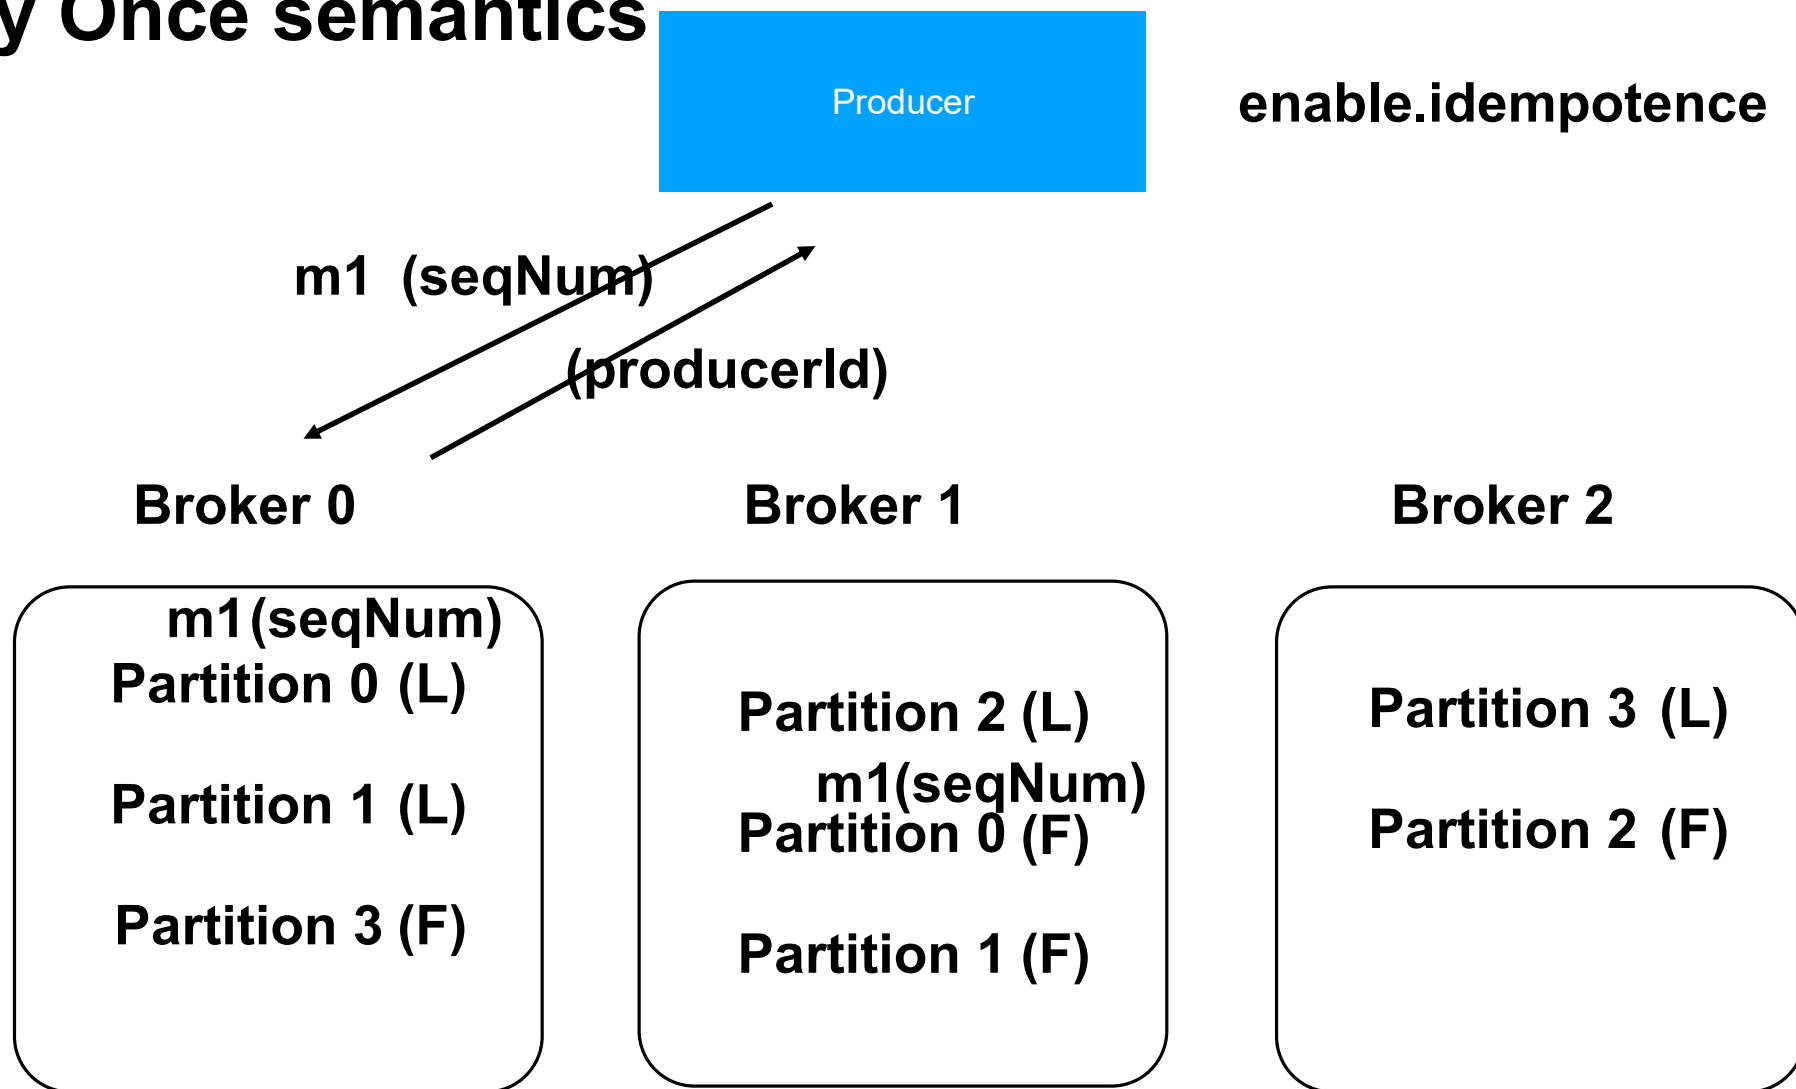 y Once semantics
Producer
enable.idempotence
m1 (seqNum)
(producerId)
Broker 0
Broker 1
Broker 2
m1(seqNum)
Partition 0 (L)
Partition 1 (L)
Partition 3 (F)
Partition 2 (L)
m1(seqNum)
Partition 0 (F)
Partition 1 (F)
Partition 3 (L)
Partition 2 (F)